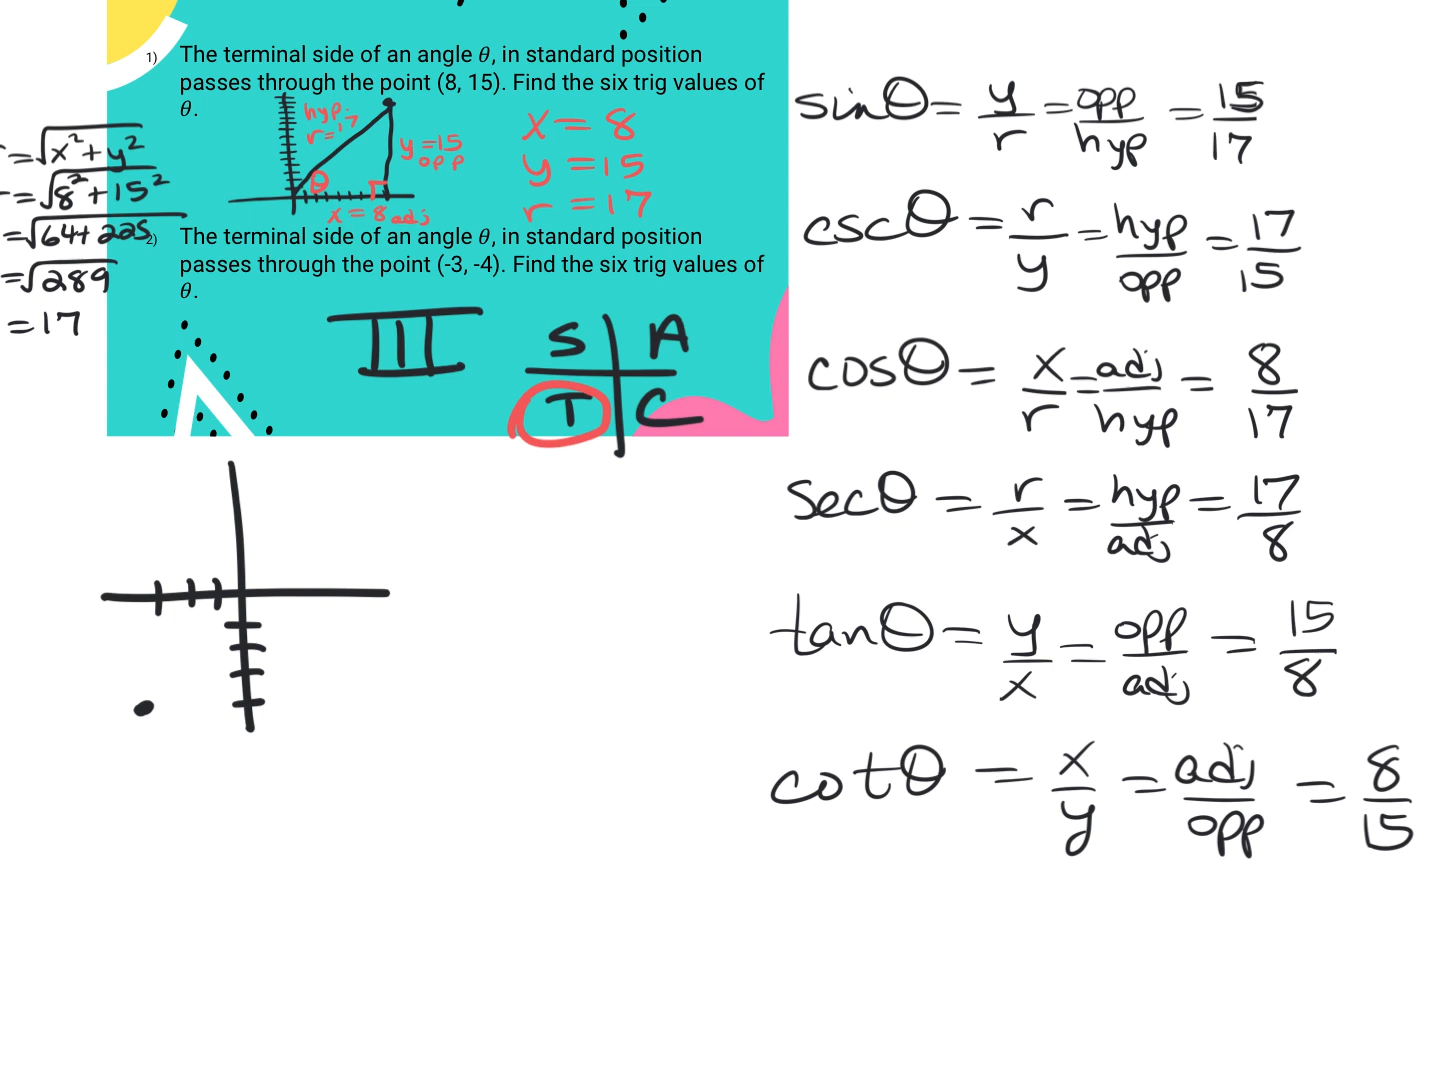 1) The terminal side of an angle θ, in standard position
passes through the point (8, 15). Find the six trig values of
θ.
hyp:
r=17
y=15
opp
θ
x=8 adj
x=8
y=15
r=17
=√x²+y²
=√8²+15²
=√64+225
=√289
=17
2) The terminal side of an angle θ, in standard position
passes through the point (-3, -4). Find the six trig values of
θ.
III
S A
T C
sinθ= y/r =opp/hyp =15/17
cscθ=r/y=hyp/opp=17/15
cosθ= x/r=adj/hyp= 8/17
secθ = r/x =hyp/adj=17/8
tanθ=y/x=opp/adj=15/8
cotθ =x/y=adj/opp =8/15